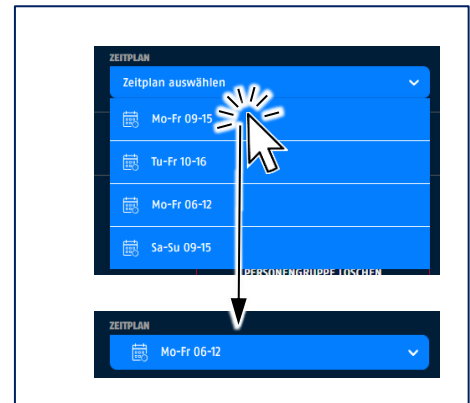 ZEITPLAN
Zeitplan auswählen
Mo-Fr 09-15
Tu-Fr 10-16
Mo-Fr 06-12
Sa-Su 09-15
PERSONENGRUPPE LÖSCHEN
ZEITPLAN
Mo-Fr 06-12